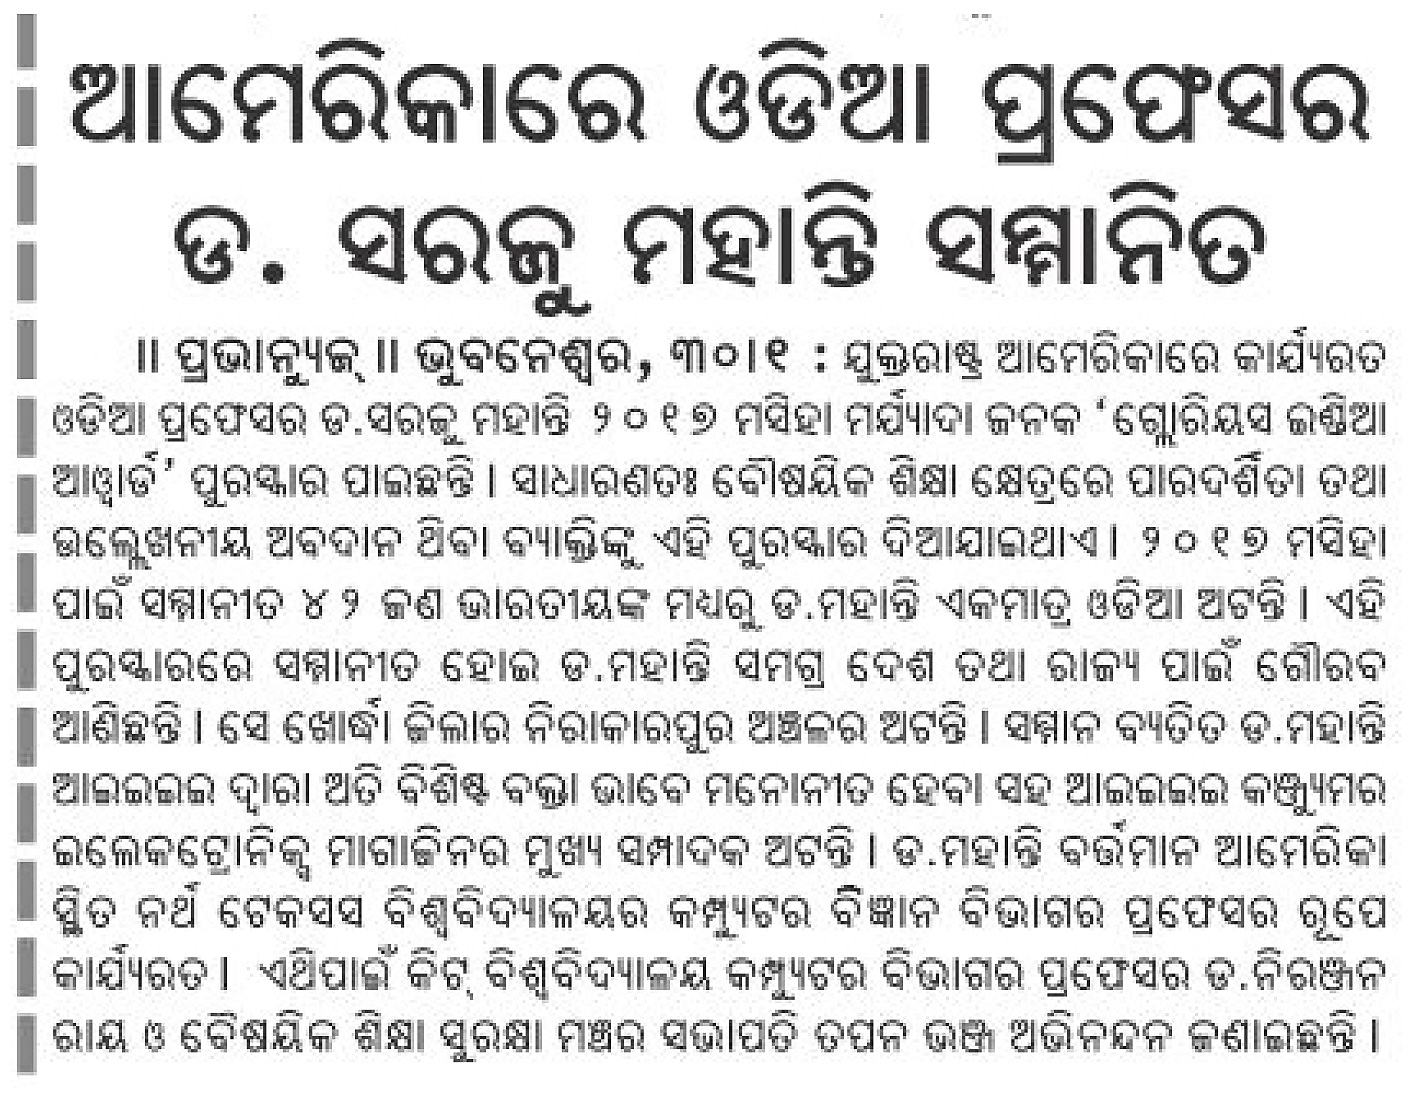 ଆମେରିକାରେ ଓଡିଆ ପ୍ରଫେସର
ଡ. ସରଜୁ ମହାନ୍ତି ସମ୍ମାନିତ
॥ ପ୍ରଭାନ୍ୟୁଜ୍ ॥ ଭୁବନେଶ୍ୱର, ୩୦।୧ : ଯୁକ୍ତରାଷ୍ଟ୍ର ଆମେରିକାରେ କାର୍ଯ୍ୟରତ
ଓଡିଆ ପ୍ରଫେସର ଡ.ସରଜୁ ମହାନ୍ତି ୨୦୧୭ ମସିହା ମର୍ଯ୍ୟାଦା ଜନକ ‘ଗ୍ଲୋରିୟସ ଇଣ୍ଡିଆ
ଆୱାର୍ଡ’ ପୁରସ୍କାର ପାଇଛନ୍ତି । ସାଧାରଣତଃ ବୌଷୟିକ ଶିକ୍ଷା କ୍ଷେତ୍ରରେ ପାରଦର୍ଶିତା ତଥା
ଉଲ୍ଲେଖନୀୟ ଅବଦାନ ଥିବା ବ୍ୟାକ୍ତିଙ୍କୁ ଏହି ପୁରସ୍କାର ଦିଆଯାଇଥାଏ । ୨୦୧୭ ମସିହା
ପାଇଁ ସମ୍ମାନୀତ ୪୨ ଜଣ ଭାରତୀୟଙ୍କ ମଧ୍ୟରୁ ଡ.ମହାନ୍ତି ଏକମାତ୍ର ଓଡିଆ ଅଟନ୍ତି । ଏହି
ପୁରସ୍କାରରେ ସମ୍ମାନୀତ ହୋଇ ଡ.ମହାନ୍ତି ସମଗ୍ର ଦେଶ ତଥା ରାଜ୍ୟ ପାଇଁ ଗୌରବ
ଆଣିଛନ୍ତି । ସେ ଖୋର୍ଦ୍ଧା ଜିଲାର ନିରାକାରପୁର ଅଞ୍ଚଳର ଅଟନ୍ତି । ସମ୍ମାନ ବ୍ୟତିତ ଡ.ମହାନ୍ତି
ଆଇଇଇଇ ଦ୍ୱାରା ଅତି ବିଶିଷ୍ଟ ବକ୍ତା ଭାବେ ମନୋନୀତ ହେବା ସହ ଆଇଇଇଇ କଞ୍ଜ୍ୟୁମର
ଇଲେକଟ୍ରୋନିକ୍ସ ମାଗାଜିନର ମୁଖ୍ୟ ସମ୍ପାଦକ ଅଟନ୍ତି । ଡ.ମହାନ୍ତି ବର୍ତ୍ତମାନ ଆମେରିକା
ସ୍ଥିତ ନର୍ଥ ଟେକସସ ବିଶ୍ୱବିଦ୍ୟାଳୟର କମ୍ପ୍ୟୁଟର ବିଜ୍ଞାନ ବିଭାଗର ପ୍ରଫେସର ରୂପେ
କାର୍ଯ୍ୟରତ । ଏଥିପାଇଁ କିଟ୍ ବିଶ୍ୱବିଦ୍ୟାଳୟ କମ୍ପ୍ୟୁଟର ବିଭାଗର ପ୍ରଫେସର ଡ.ନିରଞ୍ଜନ
ରାୟ ଓ ବୈଷୟିକ ଶିକ୍ଷା ସୁରକ୍ଷା ମଞ୍ଚର ସଭାପତି ତପନ ଭଞ୍ଜ ଅଭିନନ୍ଦନ ଜଣାଇଛନ୍ତି ।